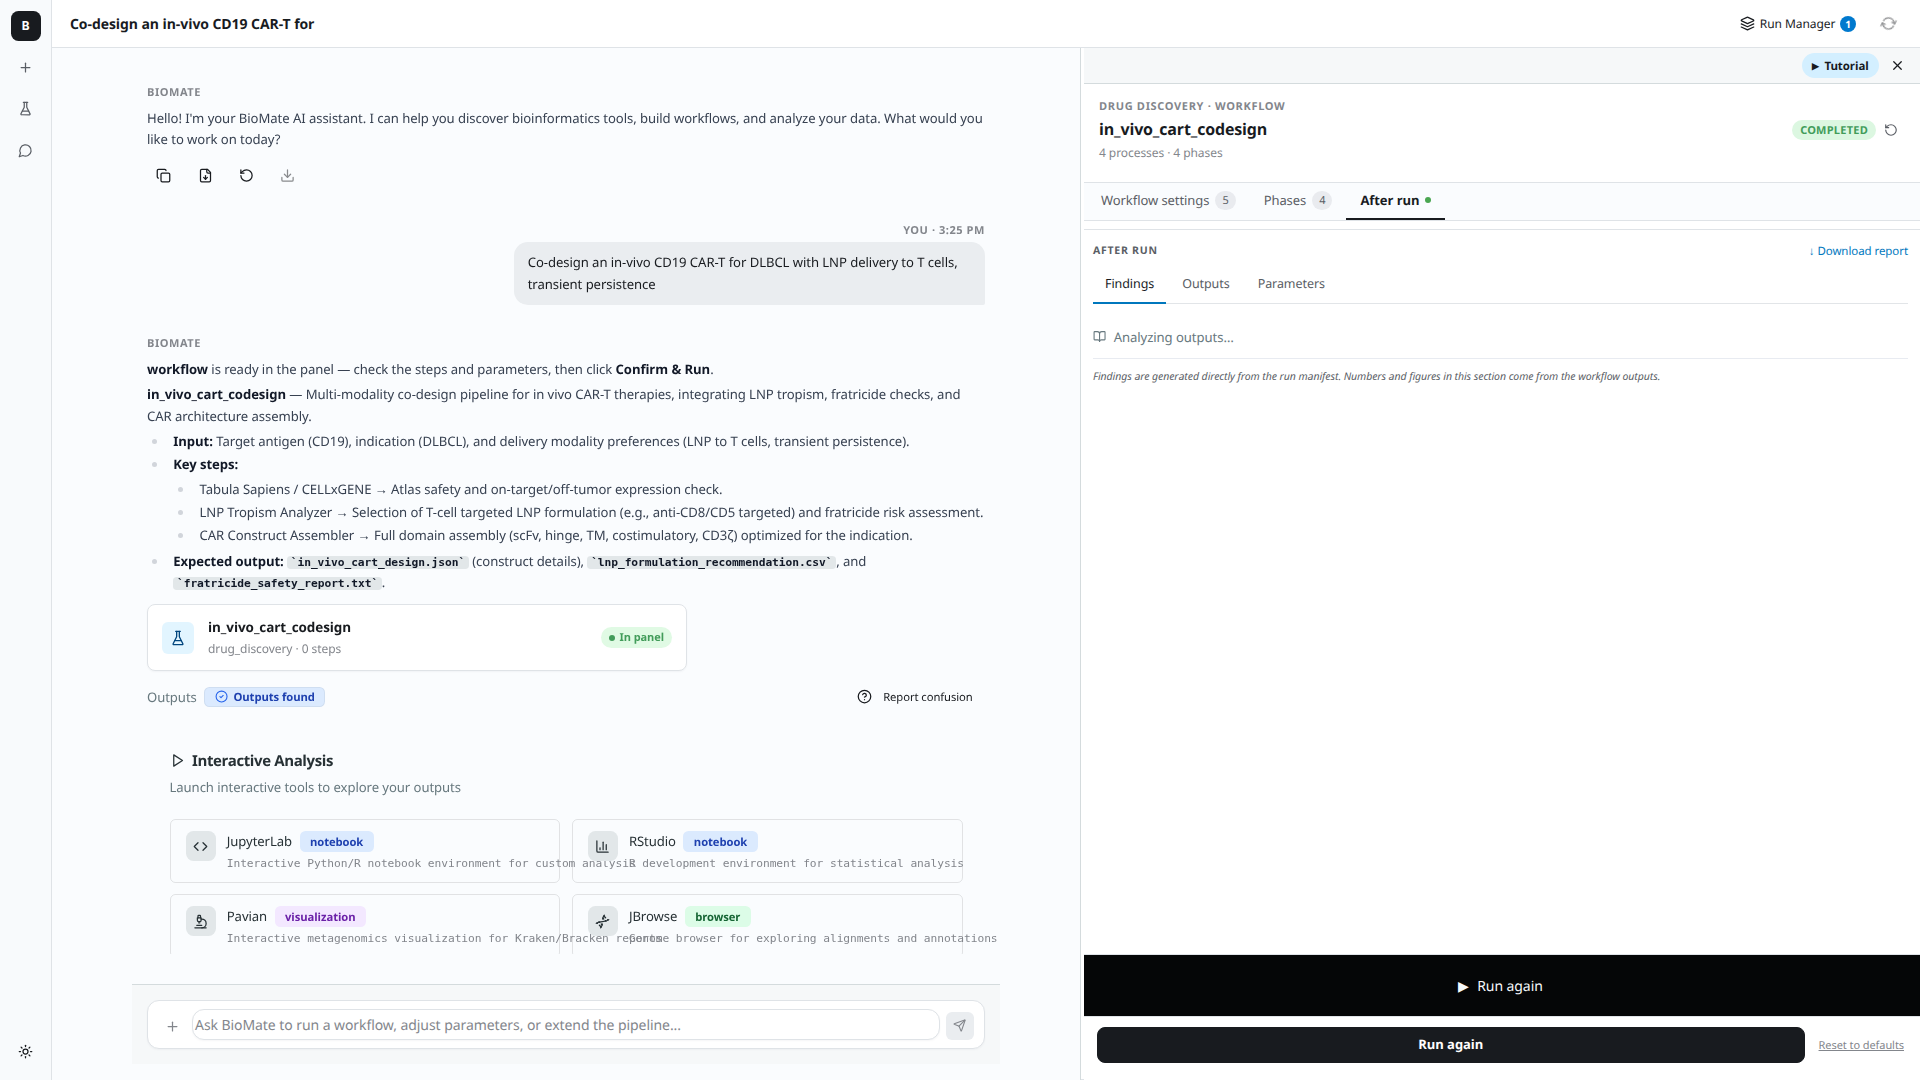 B
Co-design an in-vivo CD19 CAR-T for
Run Manager 1
BIOMATE
Hello! I'm your BioMate AI assistant. I can help you discover bioinformatics tools, build workflows, and analyze your data. What would you
like to work on today?
YOU · 3:25 PM
Co-design an in-vivo CD19 CAR-T for DLBCL with LNP delivery to T cells,
transient persistence
BIOMATE
workflow is ready in the panel — check the steps and parameters, then click Confirm & Run.
in_vivo_cart_codesign — Multi-modality co-design pipeline for in vivo CAR-T therapies, integrating LNP tropism, fratricide checks, and
CAR architecture assembly.
Input: Target antigen (CD19), indication (DLBCL), and delivery modality preferences (LNP to T cells, transient persistence).
Key steps:
Tabula Sapiens / CELLxGENE → Atlas safety and on-target/off-tumor expression check.
LNP Tropism Analyzer → Selection of T-cell targeted LNP formulation (e.g., anti-CD8/CD5 targeted) and fratricide risk assessment.
CAR Construct Assembler → Full domain assembly (scFv, hinge, TM, costimulatory, CD3ζ) optimized for the indication.
Expected output: `in_vivo_cart_design.json` (construct details), `lnp_formulation_recommendation.csv`, and
`fratricide_safety_report.txt`.
in_vivo_cart_codesign
drug_discovery · 0 steps
In panel
Outputs
Outputs found
Report confusion
Interactive Analysis
Launch interactive tools to explore your outputs
JupyterLab notebook
Interactive Python/R notebook environment for custom analysis
RStudio notebook
R development environment for statistical analysis
Pavian visualization
Interactive metagenomics visualization for Kraken/Bracken reports
JBrowse browser
Genome browser for exploring alignments and annotations
Ask BioMate to run a workflow, adjust parameters, or extend the pipeline...
▶ Tutorial
DRUG DISCOVERY · WORKFLOW
in_vivo_cart_codesign
COMPLETED
4 processes · 4 phases
Workflow settings 5
Phases 4
After run
AFTER RUN
↓ Download report
Findings
Outputs
Parameters
Analyzing outputs...
Findings are generated directly from the run manifest. Numbers and figures in this section come from the workflow outputs.
▶ Run again
Run again
Reset to defaults